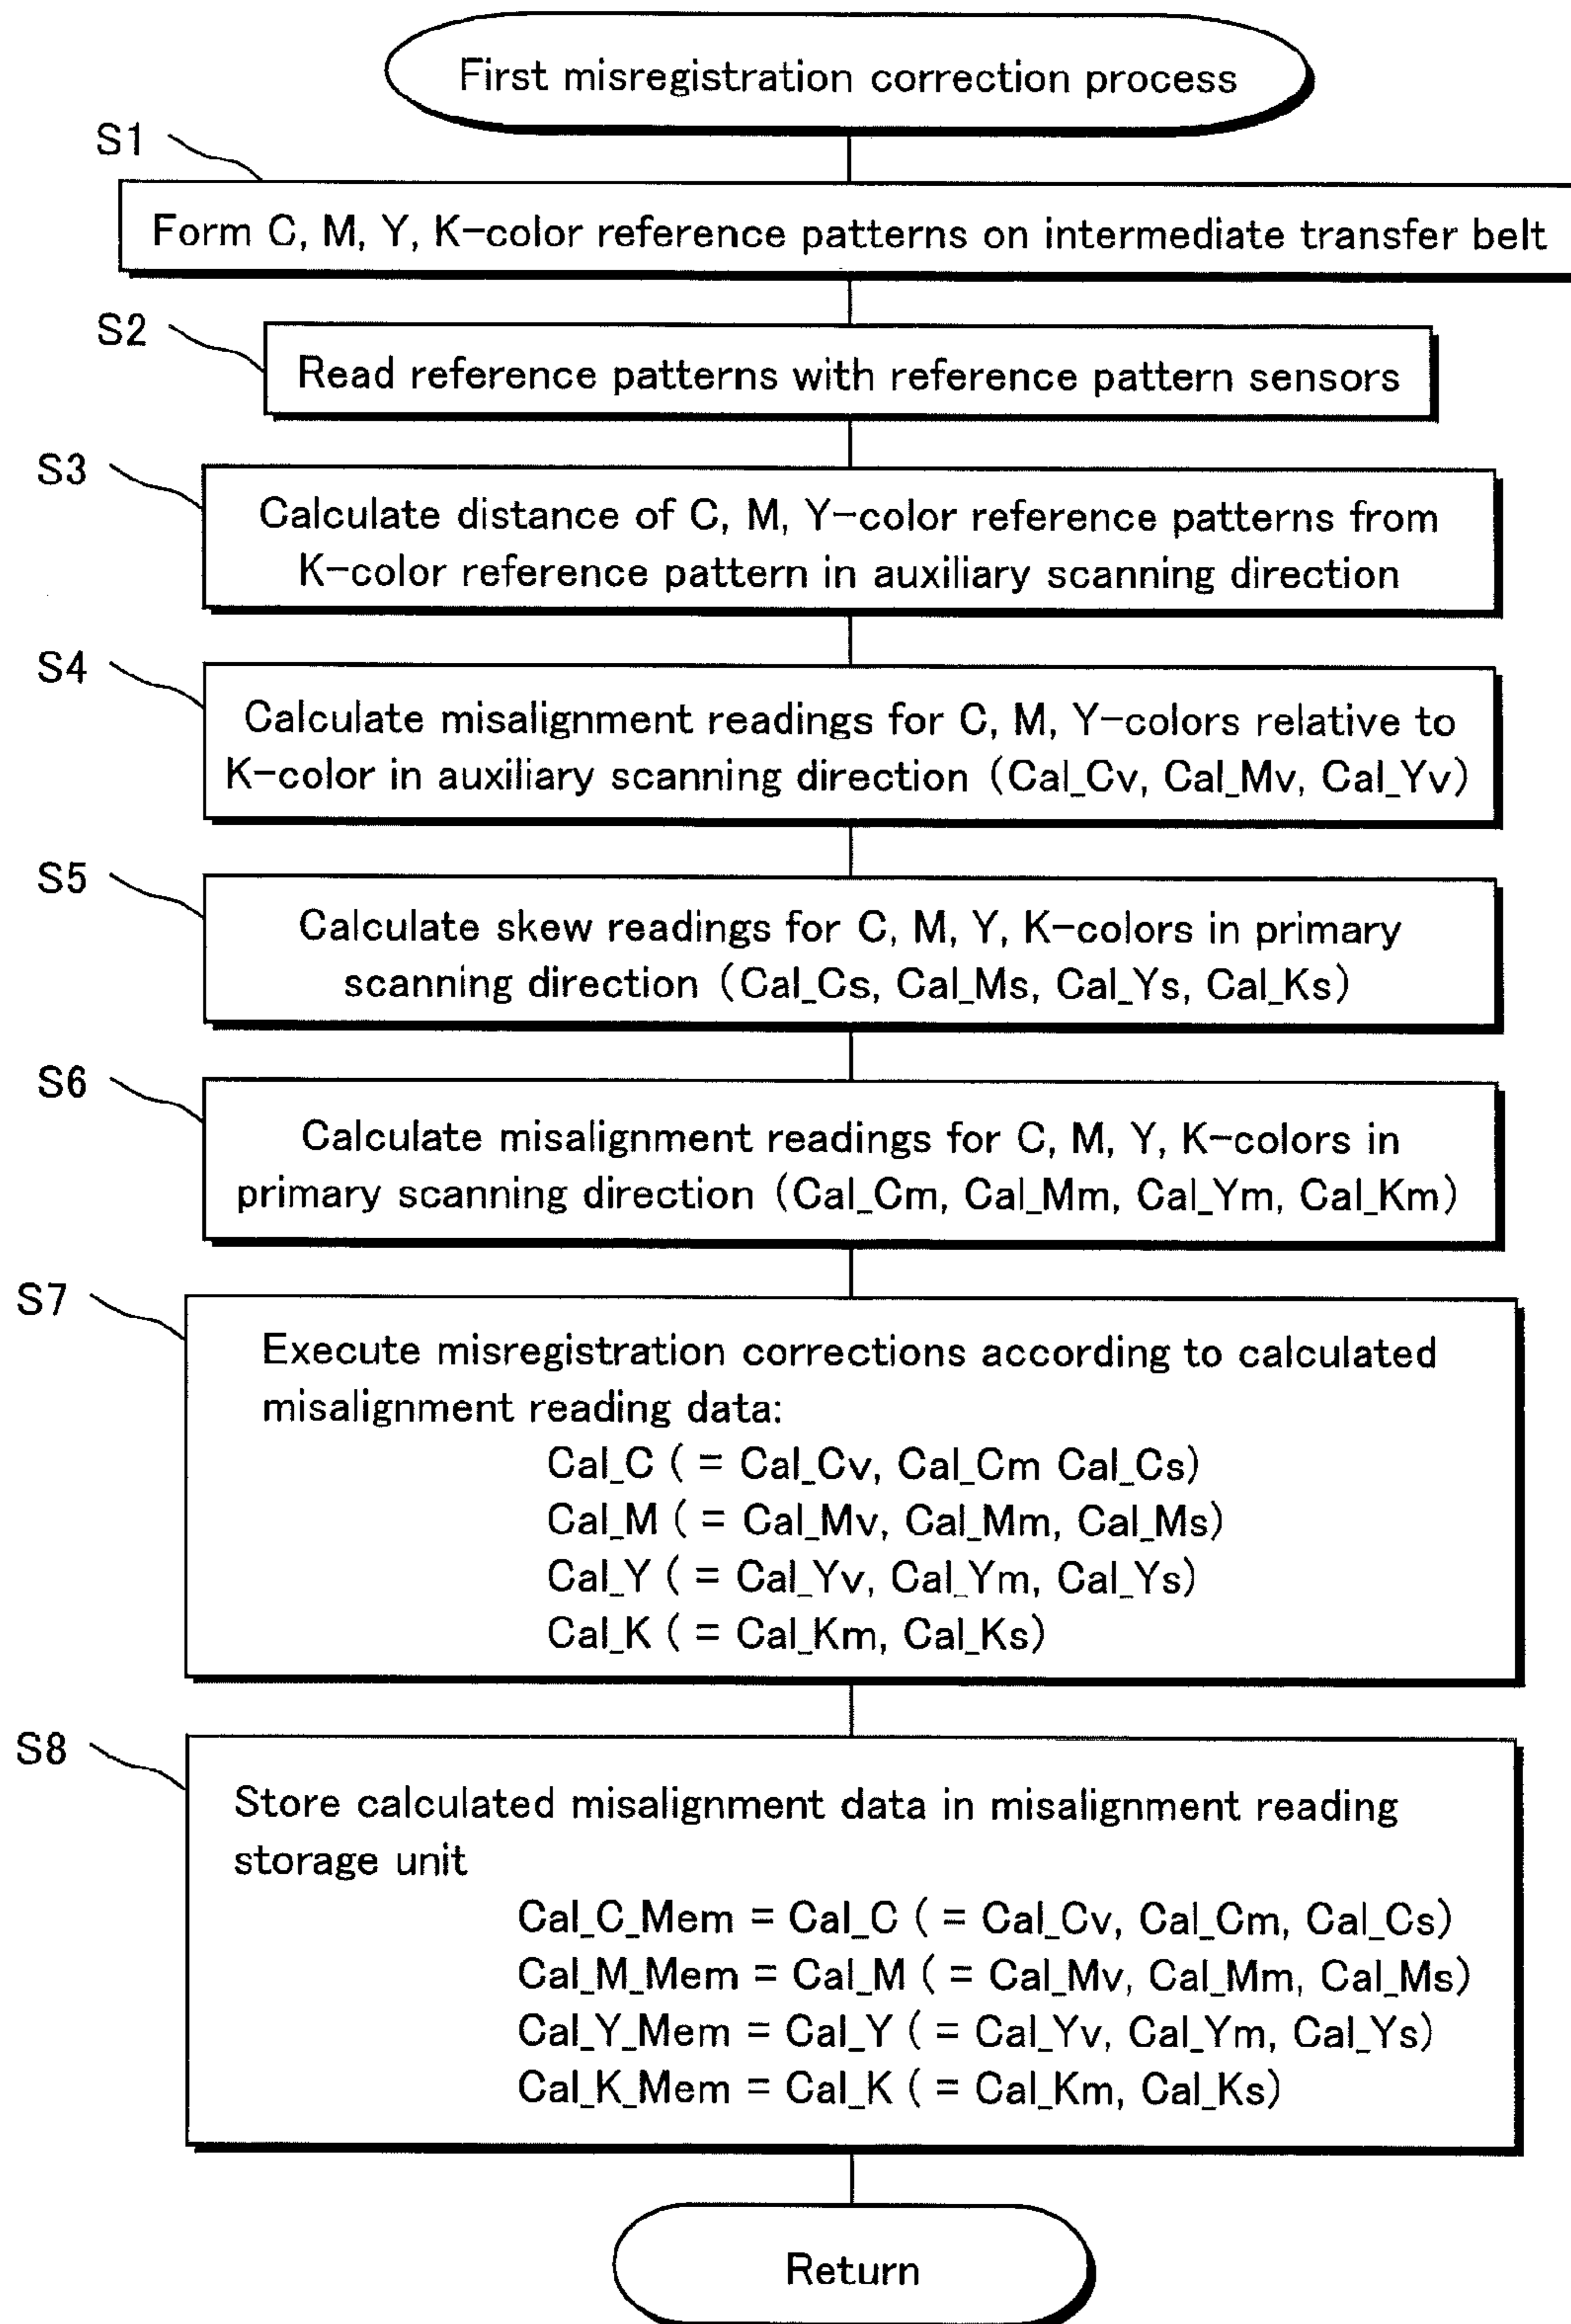 First misregistration correction process
S1
Form C, M, Y, K-color reference patterns on intermediate transfer belt
S2
Read reference patterns with reference pattern sensors
S3
Calculate distance of C, M, Y-color reference patterns from
K-color reference pattern in auxiliary scanning direction
S4
Calculate misalignment readings for C, M, Y-colors relative to
K-color in auxiliary scanning direction (Cal_Cv, Cal_Mv, Cal_Yv)
S5
Calculate skew readings for C, M, Y, K-colors in primary
scanning direction (Cal_Cs, Cal_Ms, Cal_Ys, Cal_Ks)
S6
Calculate misalignment readings for C, M, Y, K-colors in
primary scanning direction (Cal_Cm, Cal_Mm, Cal_Ym, Cal_Km)
S7
Execute misregistration corrections according to calculated
misalignment reading data:
Cal_C ( = Cal_Cv, Cal_Cm Cal_Cs)
Cal_M ( = Cal_Mv, Cal_Mm, Cal_Ms)
Cal_Y ( = Cal_Yv, Cal_Ym, Cal_Ys)
Cal_K ( = Cal_Km, Cal_Ks)
S8
Store calculated misalignment data in misalignment reading
storage unit
Cal_C_Mem = Cal_C ( = Cal_Cv, Cal_Cm, Cal_Cs)
Cal_M_Mem = Cal_M ( = Cal_Mv, Cal_Mm, Cal_Ms)
Cal_Y_Mem = Cal_Y ( = Cal_Yv, Cal_Ym, Cal_Ys)
Cal_K_Mem = Cal_K ( = Cal_Km, Cal_Ks)
Return